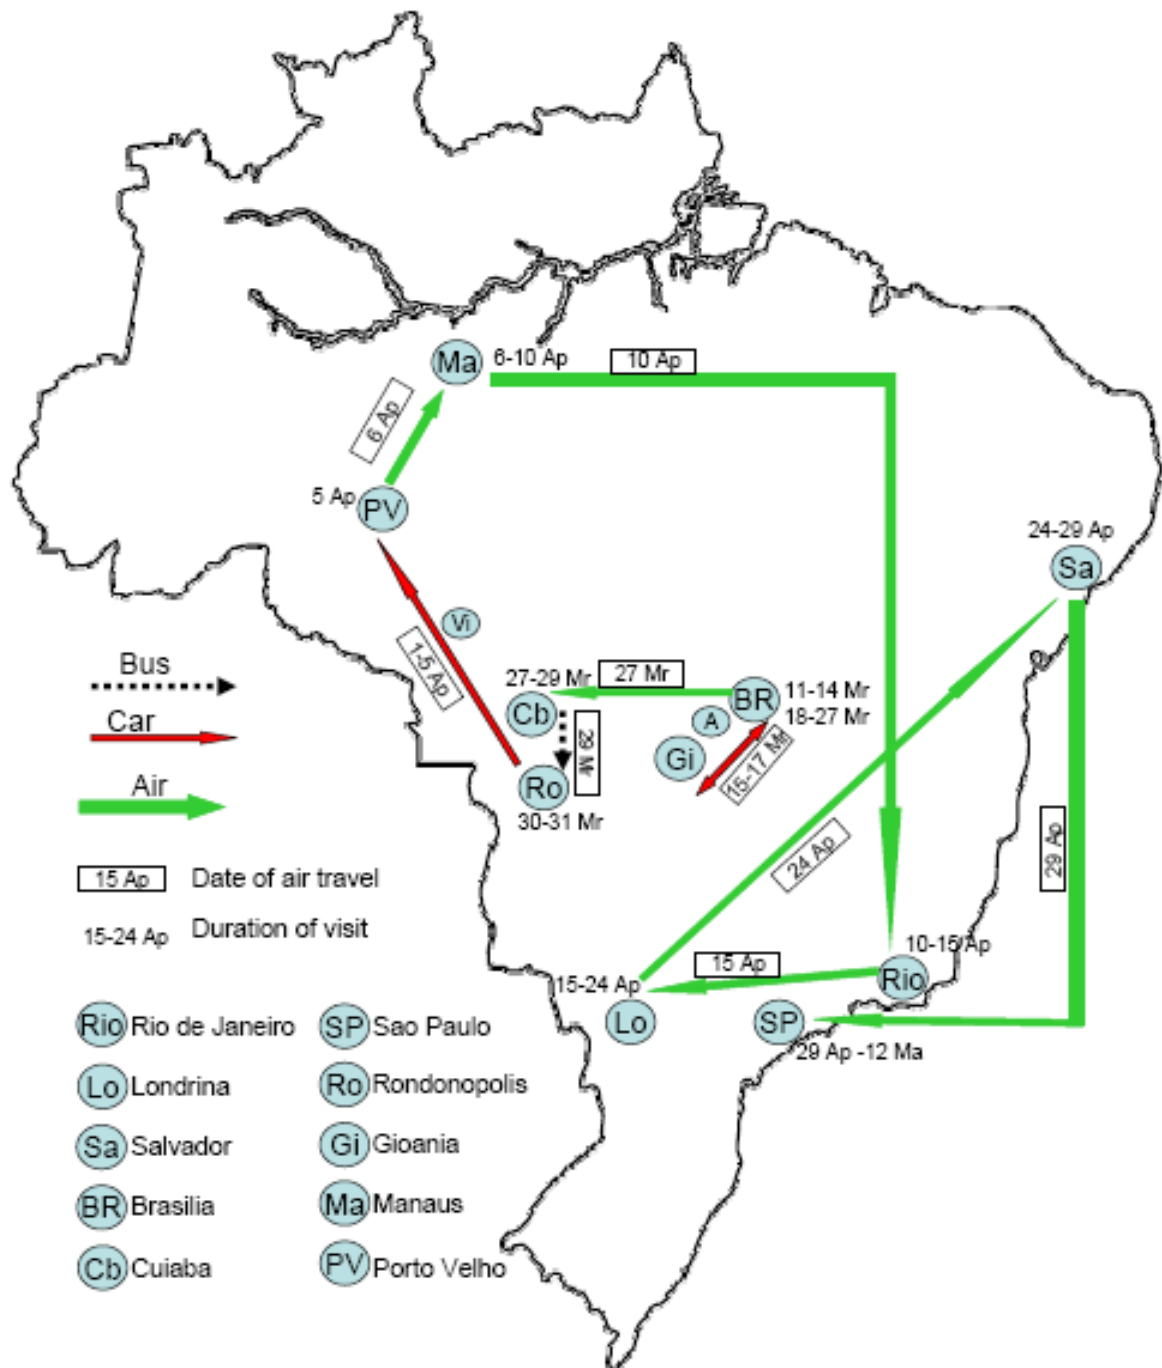 Ma
6-10 Ap
10 Ap
6 Ap
5 Ap
PV
24-29 Ap
Sa
Vi
1-5 Ap
Bus
Car
Air
27-29 Mr
27 Mr
Cb
BR
11-14 Mr
18-27 Mr
A
Gi
15-17 Mr
29 Mr
Ro
30-31 Mr
24 Ap
29 Ap
15 Ap
Date of air travel
15-24 Ap
Duration of visit
10-15 Ap
Rio
15 Ap
15-24 Ap
Lo
SP
29 Ap -12 Ma
Rio Rio de Janeiro
SP Sao Paulo
Lo Londrina
Ro Rondonopolis
Sa Salvador
Gi Gioania
BR Brasilia
Ma Manaus
Cb Cuiaba
PV Porto Velho